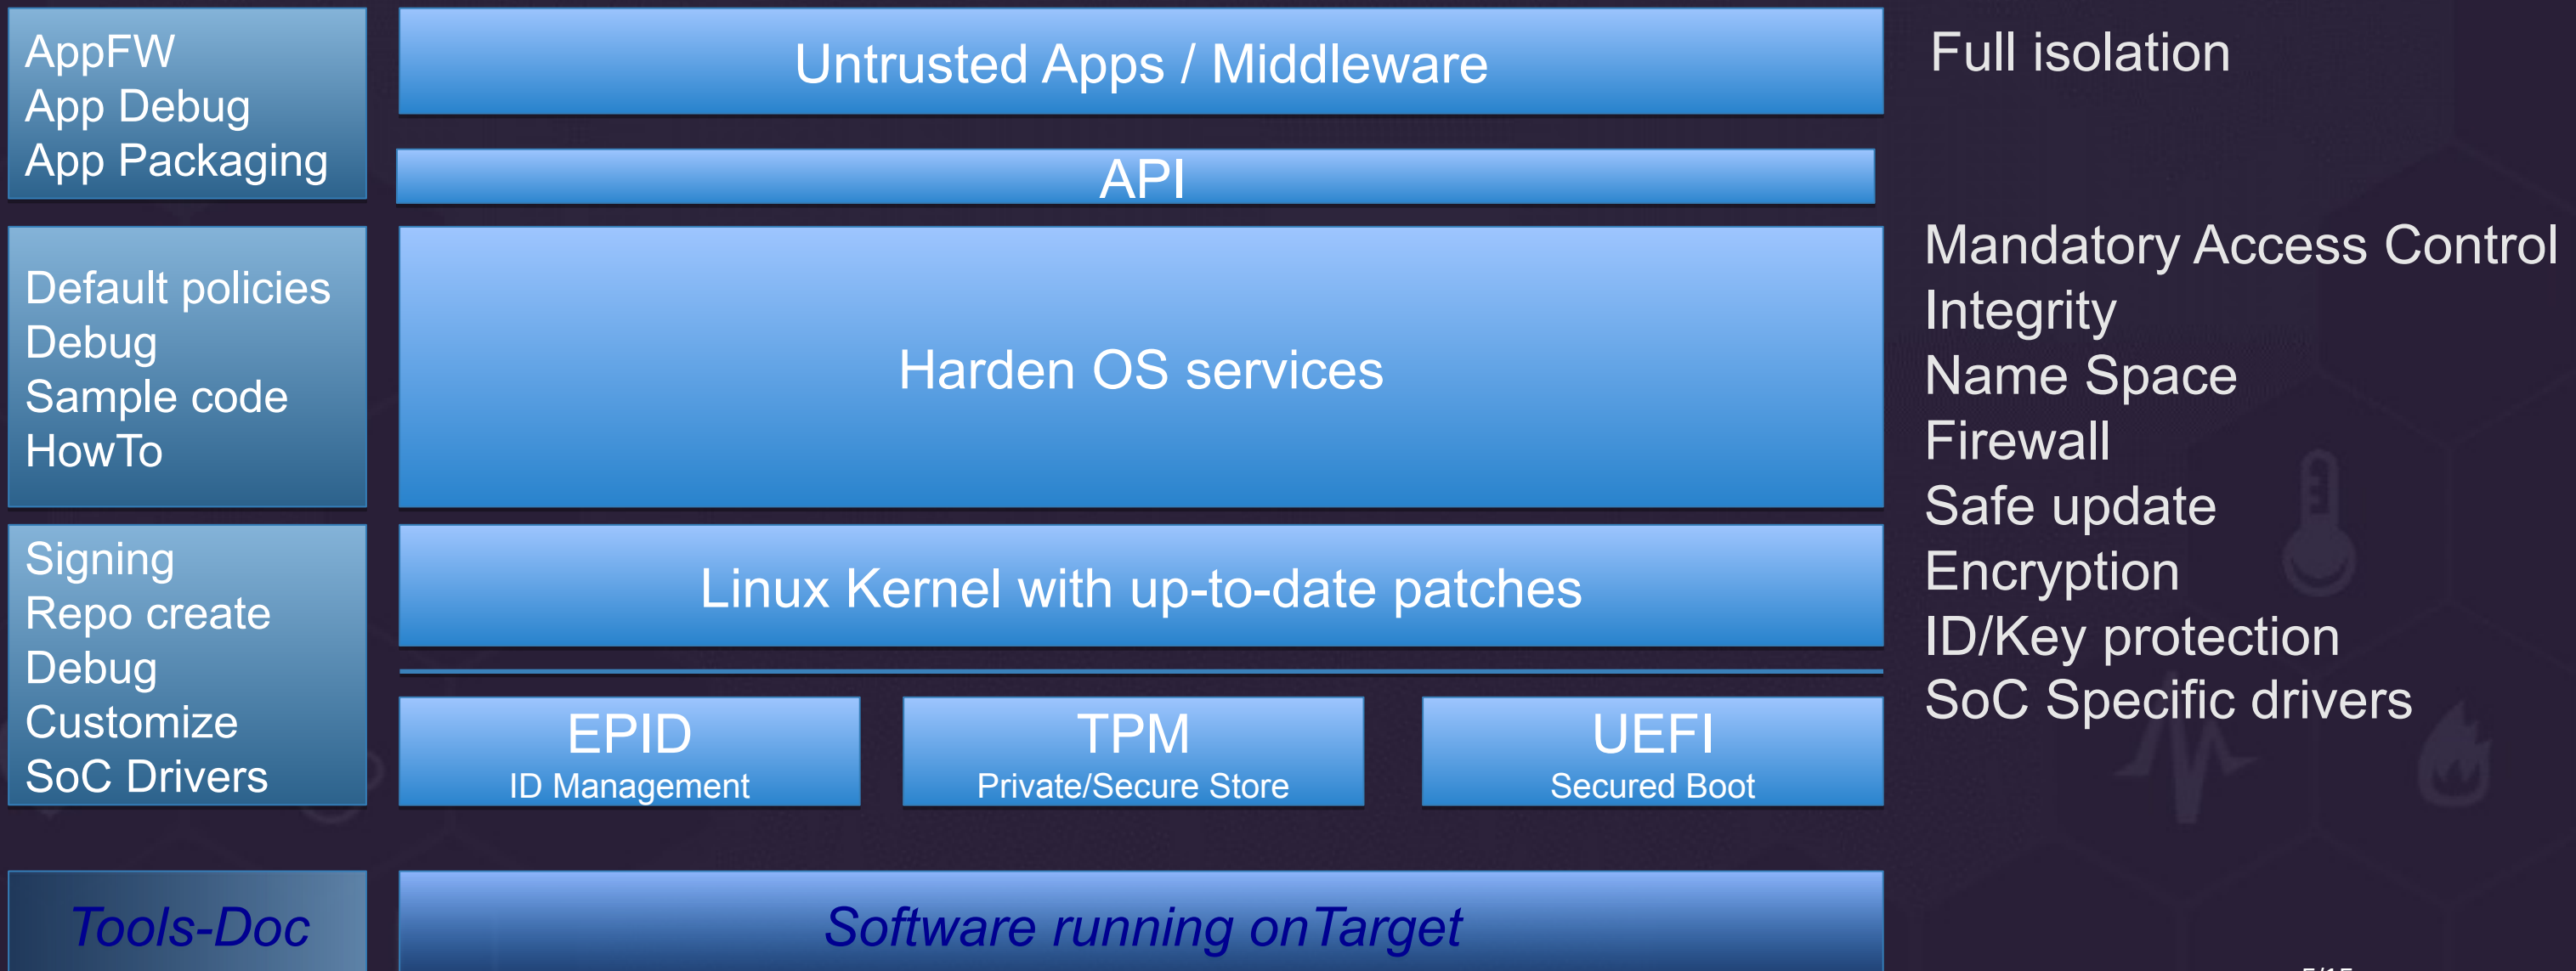 AppFW
App Debug
App Packaging
Untrusted Apps / Middleware
API
Full isolation
Default policies
Debug
Sample code
HowTo
Harden OS services
Mandatory Access Control
Integrity
Name Space
Firewall
Safe update
Encryption
ID/Key protection
SoC Specific drivers
Signing
Repo create
Debug
Customize
SoC Drivers
Linux Kernel with up-to-date patches
EPID
ID Management
TPM
Private/Secure Store
UEFI
Secured Boot
Tools-Doc
Software running onTarget